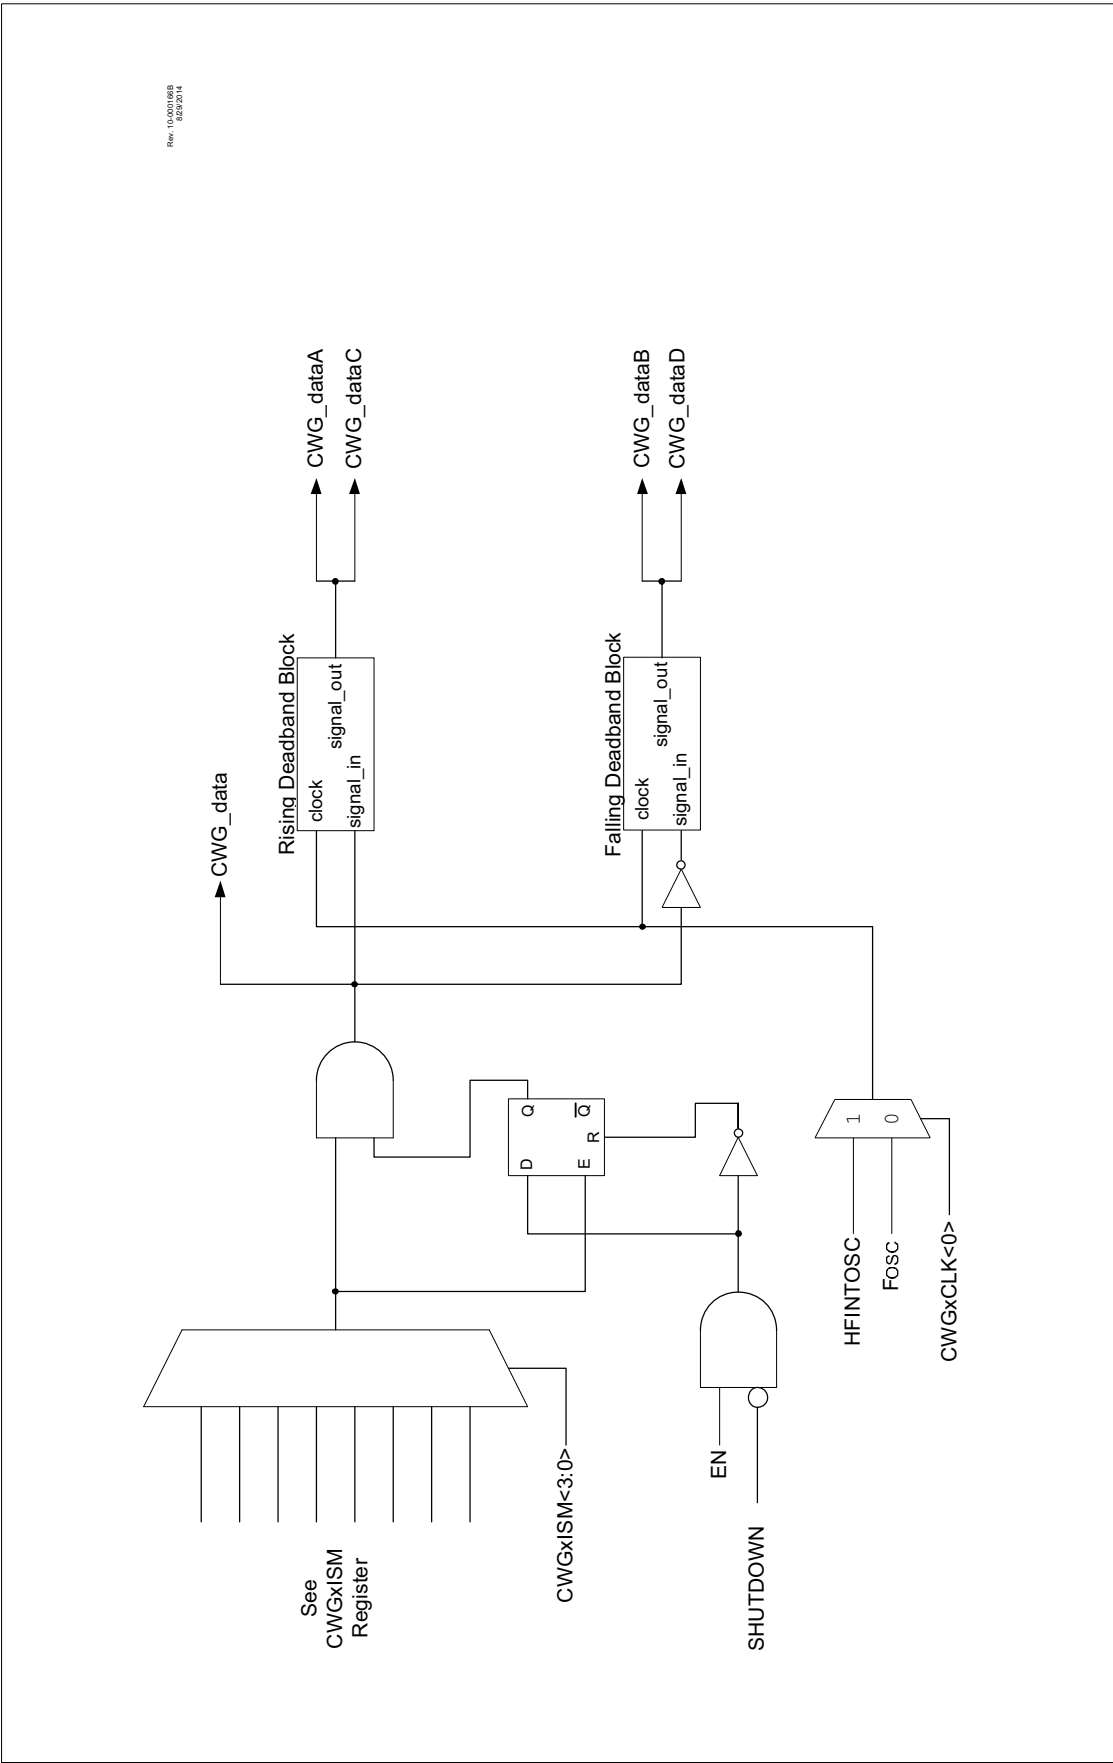 Rev. 10-000166B
8/29/2014
See
CWGxISM
Register
CWGxISM<3:0>
EN
SHUTDOWN
D
Q
E
R
Q
HFINTOSC
1
FOSC
0
CWGxCLK<0>
CWG_data
Rising Deadband Block
clock
signal_out
signal_in
CWG_dataA
CWG_dataC
Falling Deadband Block
clock
signal_out
signal_in
CWG_dataB
CWG_dataD